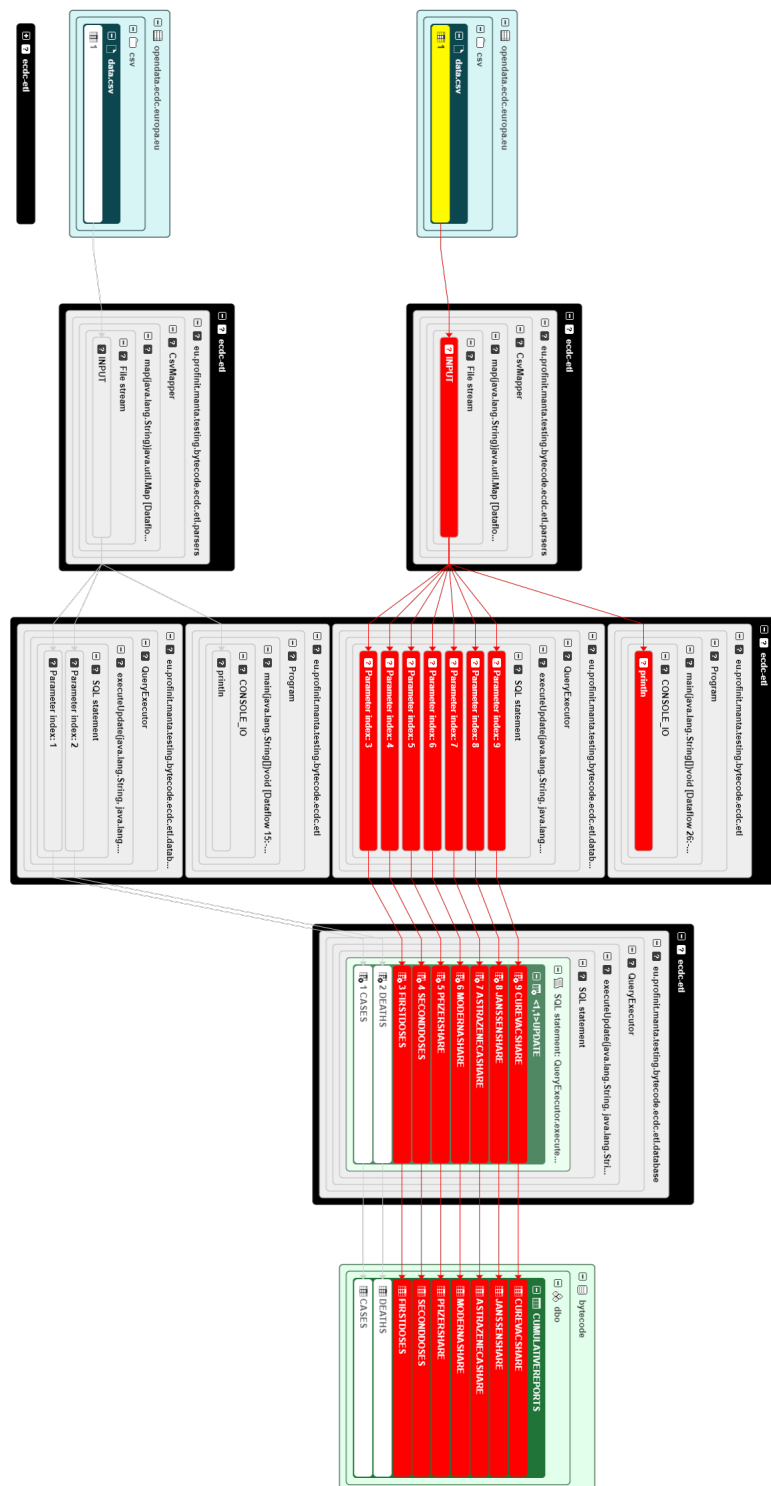 opendata.ecdc.europa.eu
csv
data.csv
1
opendata.ecdc.europa.eu
csv
data.csv
1
ecdc-etl
ecdc-etl
eu.profinit.manta.testing.bytecode.ecdc.etl.parsers
CsvMapper
map(java.lang.String)java.util.Map [Dataflo...
File stream
INPUT
ecdc-etl
eu.profinit.manta.testing.bytecode.ecdc.etl.parsers
CsvMapper
map(java.lang.String)java.util.Map [Dataflo...
File stream
INPUT
ecdc-etl
eu.profinit.manta.testing.bytecode.ecdc.etl
Program
main(java.lang.String[])void [Dataflow 26:-...
CONSOLE_IO
println
eu.profinit.manta.testing.bytecode.ecdc.etl.datab...
QueryExecutor
executeUpdate(java.lang.String, java.lang....
SQL statement
Parameter index: 9
Parameter index: 8
Parameter index: 7
Parameter index: 6
Parameter index: 5
Parameter index: 4
Parameter index: 3
eu.profinit.manta.testing.bytecode.ecdc.etl
Program
main(java.lang.String[])void [Dataflow 15:-...
CONSOLE_IO
println
eu.profinit.manta.testing.bytecode.ecdc.etl.datab...
QueryExecutor
executeUpdate(java.lang.String, java.lang....
SQL statement
Parameter index: 2
Parameter index: 1
ecdc-etl
eu.profinit.manta.testing.bytecode.ecdc.etl.database
QueryExecutor
executeUpdate(java.lang.String, java.lang.Stri...
SQL statement
SQL statement: QueryExecutor.execute...
<1,1>UPDATE
9 CUREVACSHARE
8 JANSSENSHARE
7 ASTRAZENECASHARE
6 MODERNASHARE
5 PFIZERSHARE
4 SECONDDOSES
3 FIRSTDOSES
2 DEATHS
1 CASES
bytecode
dbo
CUMULATIVEREPORTS
CUREVACSHARE
JANSSENSHARE
ASTRAZENECASHARE
MODERNASHARE
PFIZERSHARE
SECONDDOSES
FIRSTDOSES
DEATHS
CASES